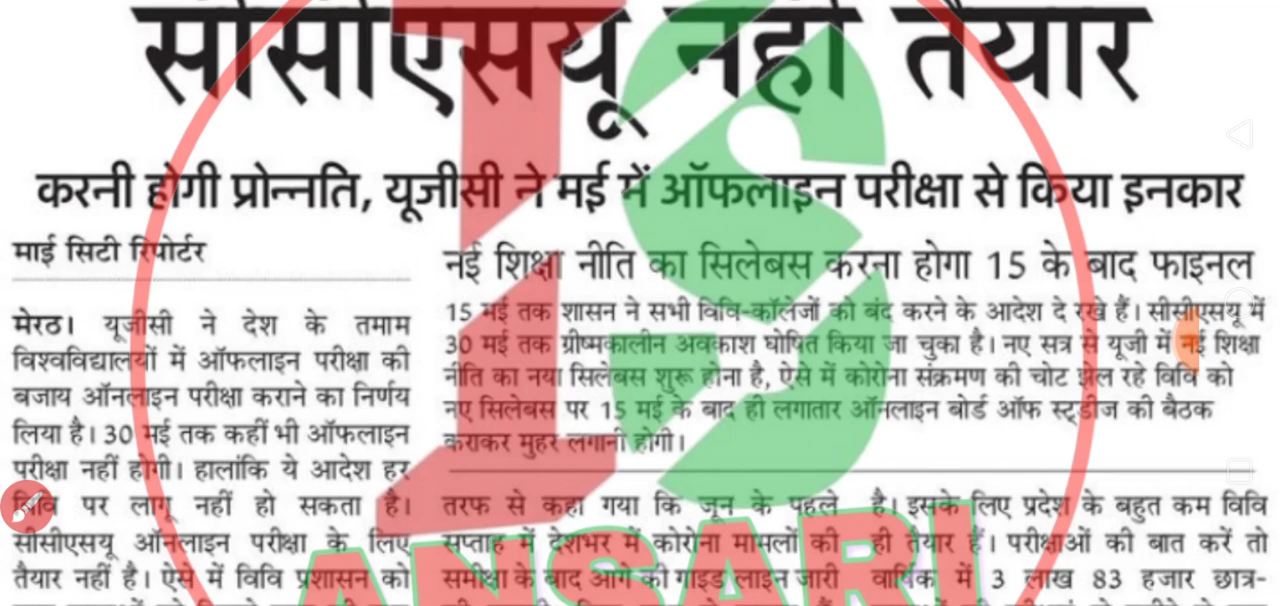 सीसीएसयू नहीं तैयार
करनी होगी प्रोन्नति, यूजीसी ने मई में ऑफलाइन परीक्षा से किया इनकार
माई सिटी रिपोर्टर
मेरठ। यूजीसी ने देश के तमाम
विश्वविद्यालयों में ऑफलाइन परीक्षा की
बजाय ऑनलाइन परीक्षा कराने का निर्णय
लिया है। 30 मई तक कहीं भी ऑफलाइन
परीक्षा नहीं होगी। हालांकि ये आदेश हर
विवि पर लागू नहीं हो सकता है।
सीसीएसयू ऑनलाइन परीक्षा के लिए
तैयार नहीं है। ऐसे में विवि प्रशासन को
नई शिक्षा नीति का सिलेबस करना होगा 15 के बाद फाइनल
15 मई तक शासन ने सभी विवि-कॉलेजों को बंद करने के आदेश दे रखे हैं। सीसीएसयू में
30 मई तक ग्रीष्मकालीन अवकाश घोषित किया जा चुका है। नए सत्र से यूजी में नई शिक्षा
नीति का नया सिलेबस शुरू होना है, ऐसे में कोरोना संक्रमण की चोट झेल रहे विवि को
नए सिलेबस पर 15 मई के बाद ही लगातार ऑनलाइन बोर्ड ऑफ स्टडीज की बैठक
कराकर मुहर लगानी होगी।
तरफ से कहा गया कि जून के पहले
सप्ताह में देशभर में कोरोना मामलों की
समीक्षा के बाद आगे की गाइड लाइन जारी
है। इसके लिए प्रदेश के बहुत कम विवि
ही तैयार हैं। परीक्षाओं की बात करें तो
वार्षिक में 3 लाख 83 हजार छात्र-
IS
ANSARI